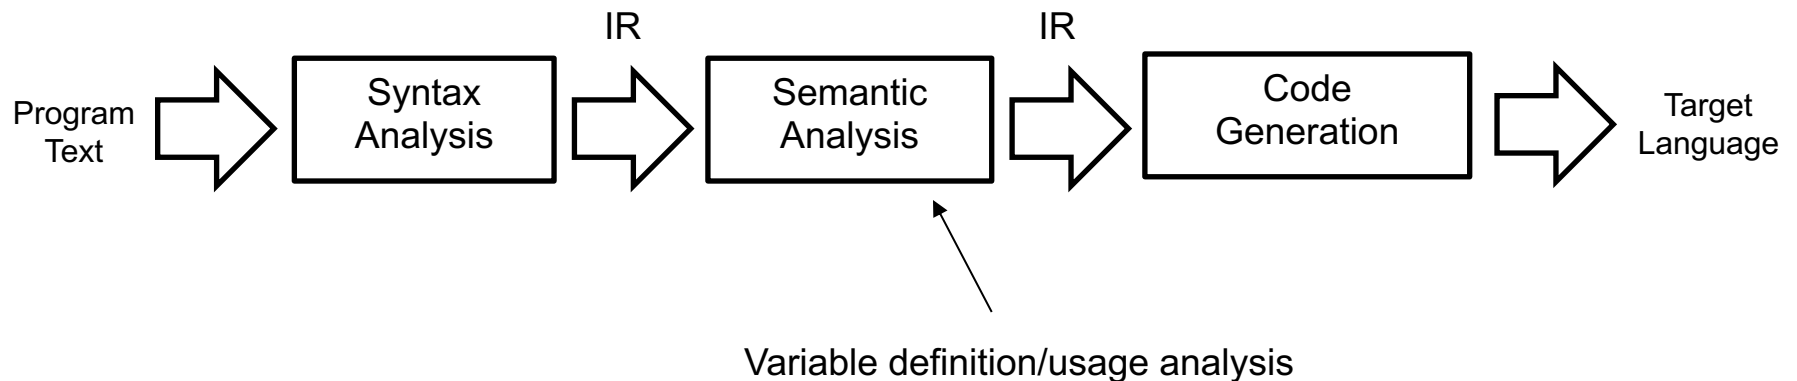 IR
IR
Program
Text
Syntax
Analysis
Semantic
Analysis
Code
Generation
Target
Language
Variable definition/usage analysis